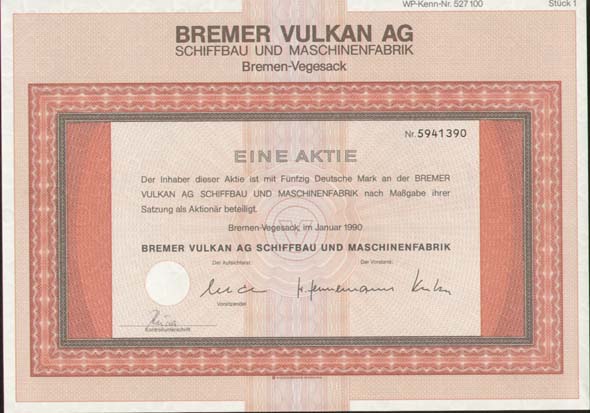 WP-Kenn-Nr. 527 100 Stück 1
BREMER VULKAN AG
SCHIFFBAU UND MASCHINENFABRIK
Bremen-Vegesack
Nr. 5941390
EINE AKTIE
Der Inhaber dieser Aktie ist mit Fünfzig Deutsche Mark an der BREMER
VULKAN AG SCHIFFBAU UND MASCHINENFABRIK nach Maßgabe ihrer
Satzung als Aktionär beteiligt.
Bremen-Vegesack, im Januar 1990
BREMER VULKAN AG SCHIFFBAU UND MASCHINENFABRIK
Der Aufsichtsrat: Der Vorstand:
Vorsitzender
Kontrollunterschrift